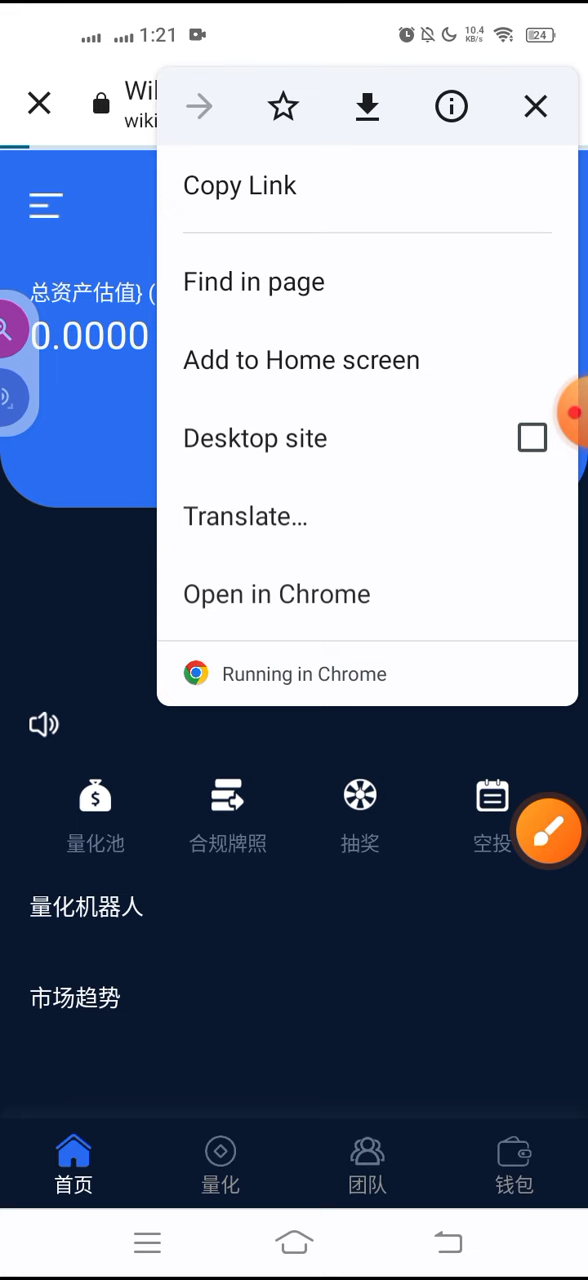 1:21
10.4
KB/s
24
Wil
wiki
Copy Link
总资产估值} (
0.0000
Find in page
Add to Home screen
Desktop site
Translate...
Open in Chrome
Running in Chrome
量化池
合规牌照
抽奖
空投
量化机器人
市场趋势
首页
量化
团队
钱包